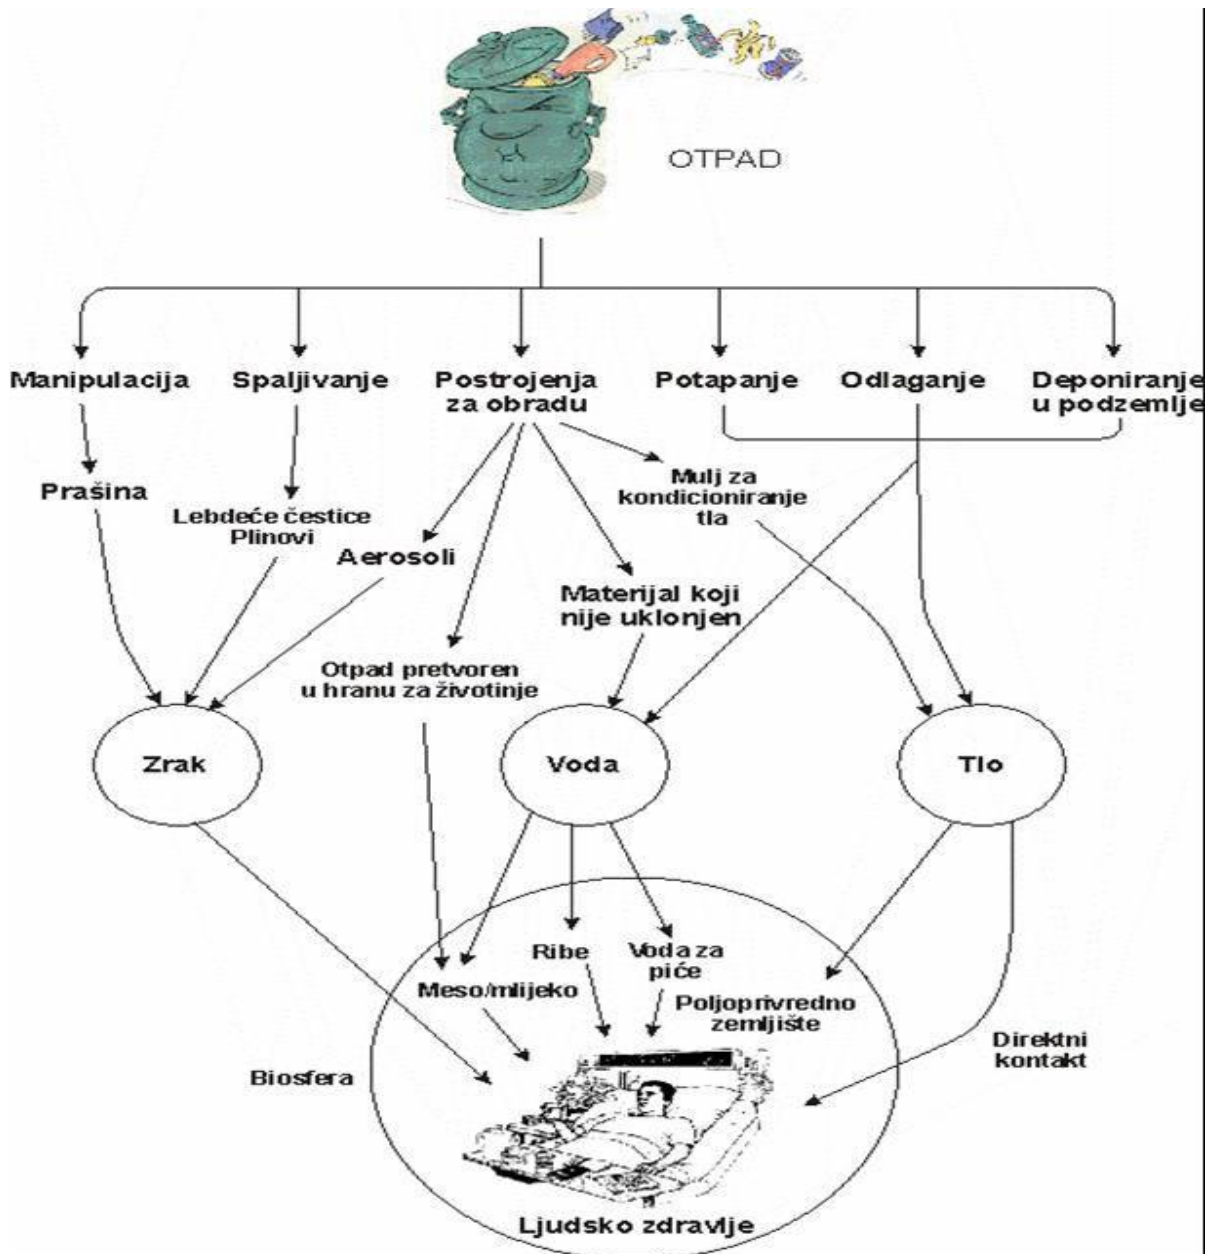 OTPAD
Manipulacija
Spaljivanje
Postrojenja
za obradu
Potapanje
Odlaganje
Deponiranje
u podzemlje
Prašina
Lebdeće čestice
Plinovi
Aerosoli
Mulj za
kondicioniranje
tla
Materijal koji
nije uklonjen
Otpad pretvoren
u hranu za životinje
Zrak
Voda
Tlo
Ribe
Voda za
piće
Meso/mlijeko
Poljoprivredno
zemljište
Direktni
kontakt
Biosfera
Ljudsko zdravlje